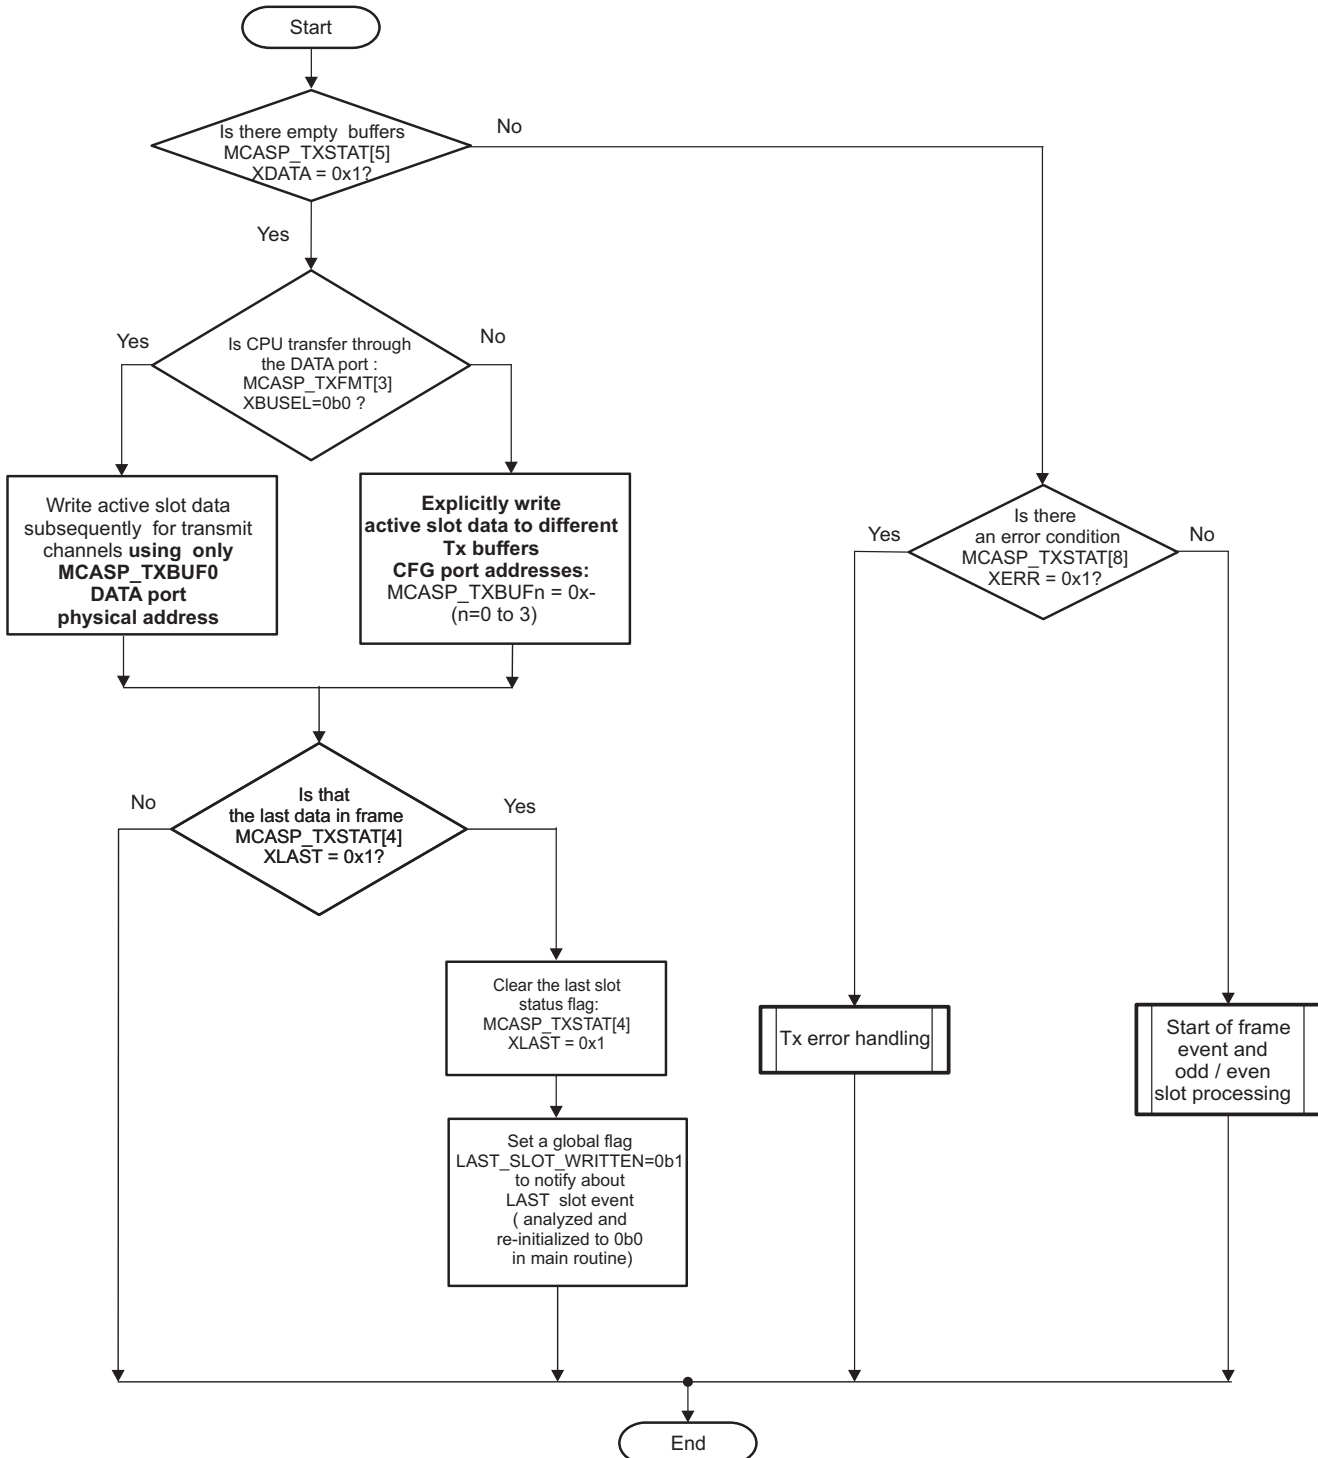 Start
Is there empty buffers
MCASP_TXSTAT[5]
XDATA = 0x1?
No
Yes
Is CPU transfer through
the DATA port :
MCASP_TXFMT[3]
XBUSEL=0b0 ?
Yes
No
Write active slot data
subsequently for transmit
channels using only
MCASP_TXBUF0
DATA port
physical address
Explicitly write
active slot data to different
Tx buffers
CFG port addresses:
MCASP_TXBUFn = 0x-
(n=0 to 3)
Is there
an error condition
MCASP_TXSTAT[8]
XERR = 0x1?
Yes
No
Is that
the last data in frame
MCASP_TXSTAT[4]
XLAST = 0x1?
No
Yes
Clear the last slot
status flag:
MCASP_TXSTAT[4]
XLAST = 0x1
Tx error handling
Start of frame
event and
odd / even
slot processing
Set a global flag
LAST_SLOT_WRITTEN=0b1
to notify about
LAST slot event
( analyzed and
re-initialized to 0b0
in main routine)
End